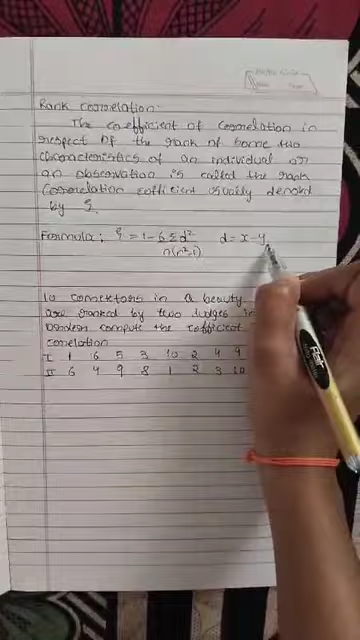 Rank correlation:
The coefficient of correlation in
respect of the rank of some two
characteristics of an individual or
an observation is called the rank
Correlation coefficient usually denoted
by ξ.
Formula: ξ = 1 - 6 Σ d² / n(n²-1) d = x - y
10 competitors in a beauty
are ranked by two judges in
the coefficient
correlation
I 1 6 5 3 10 2 4 9
II 6 4 9 8 1 2 3 10